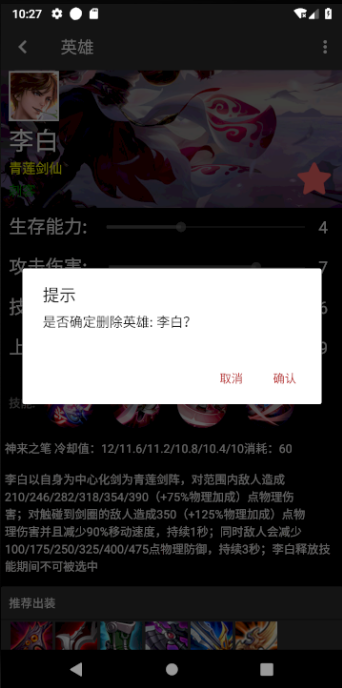 10:27
英雄
李白
青莲剑仙
刺客
生存能力: 4
攻击伤害: 7
技 6
上 9
提示
是否确定删除英雄: 李白?
取消 确认
技能:
神来之笔 冷却值: 12/11.6/11.2/10.8/10.4/10消耗: 60
李白以自身为中心化剑为青莲剑阵，对范围内敌人造成
210/246/282/318/354/390（+75%物理加成）点物理伤
害；对触碰到剑圈的敌人造成350（+125%物理加成）点物
理伤害并且减少90%移动速度，持续1秒；同时敌人会减少
100/175/250/325/400/475点物理防御，持续3秒；李白释放技
能期间不可被选中
推荐出装